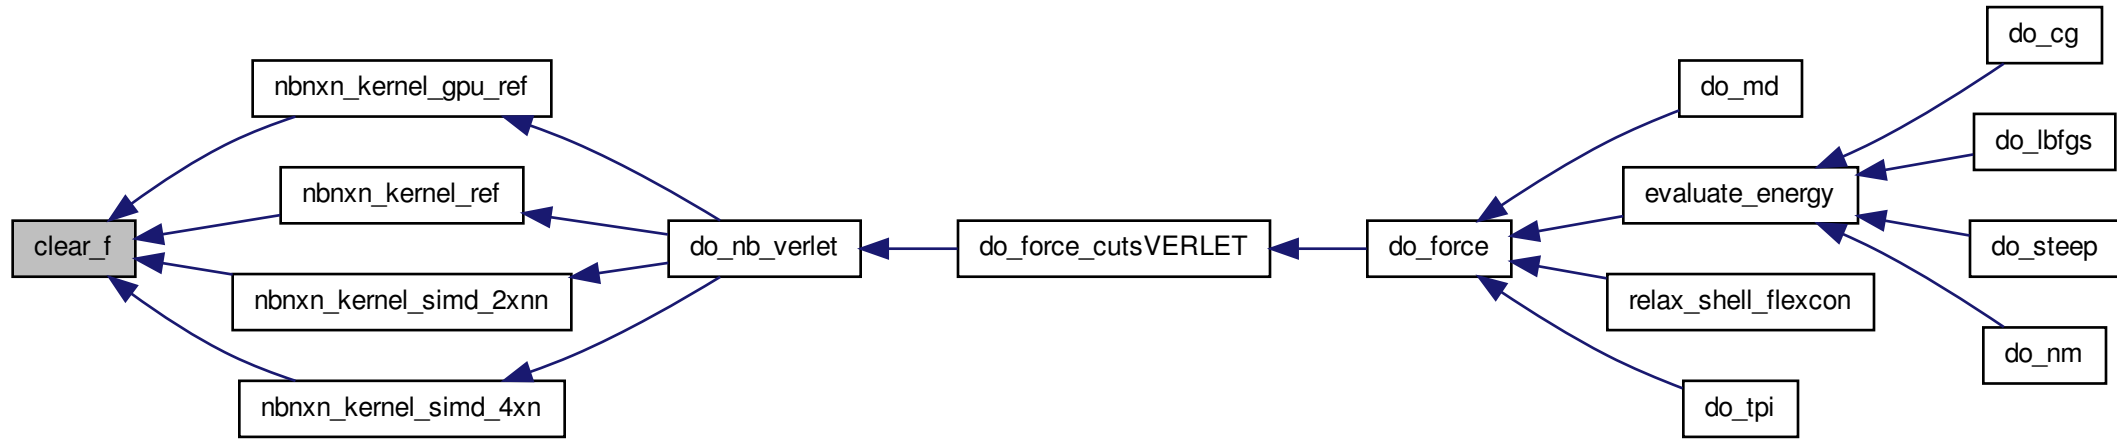 clear_f
nbnxn_kernel_gpu_ref
nbnxn_kernel_ref
nbnxn_kernel_simd_2xnn
nbnxn_kernel_simd_4xn
do_nb_verlet
do_force_cutsVERLET
do_force
do_md
evaluate_energy
relax_shell_flexcon
do_tpi
do_cg
do_lbfgs
do_steep
do_nm